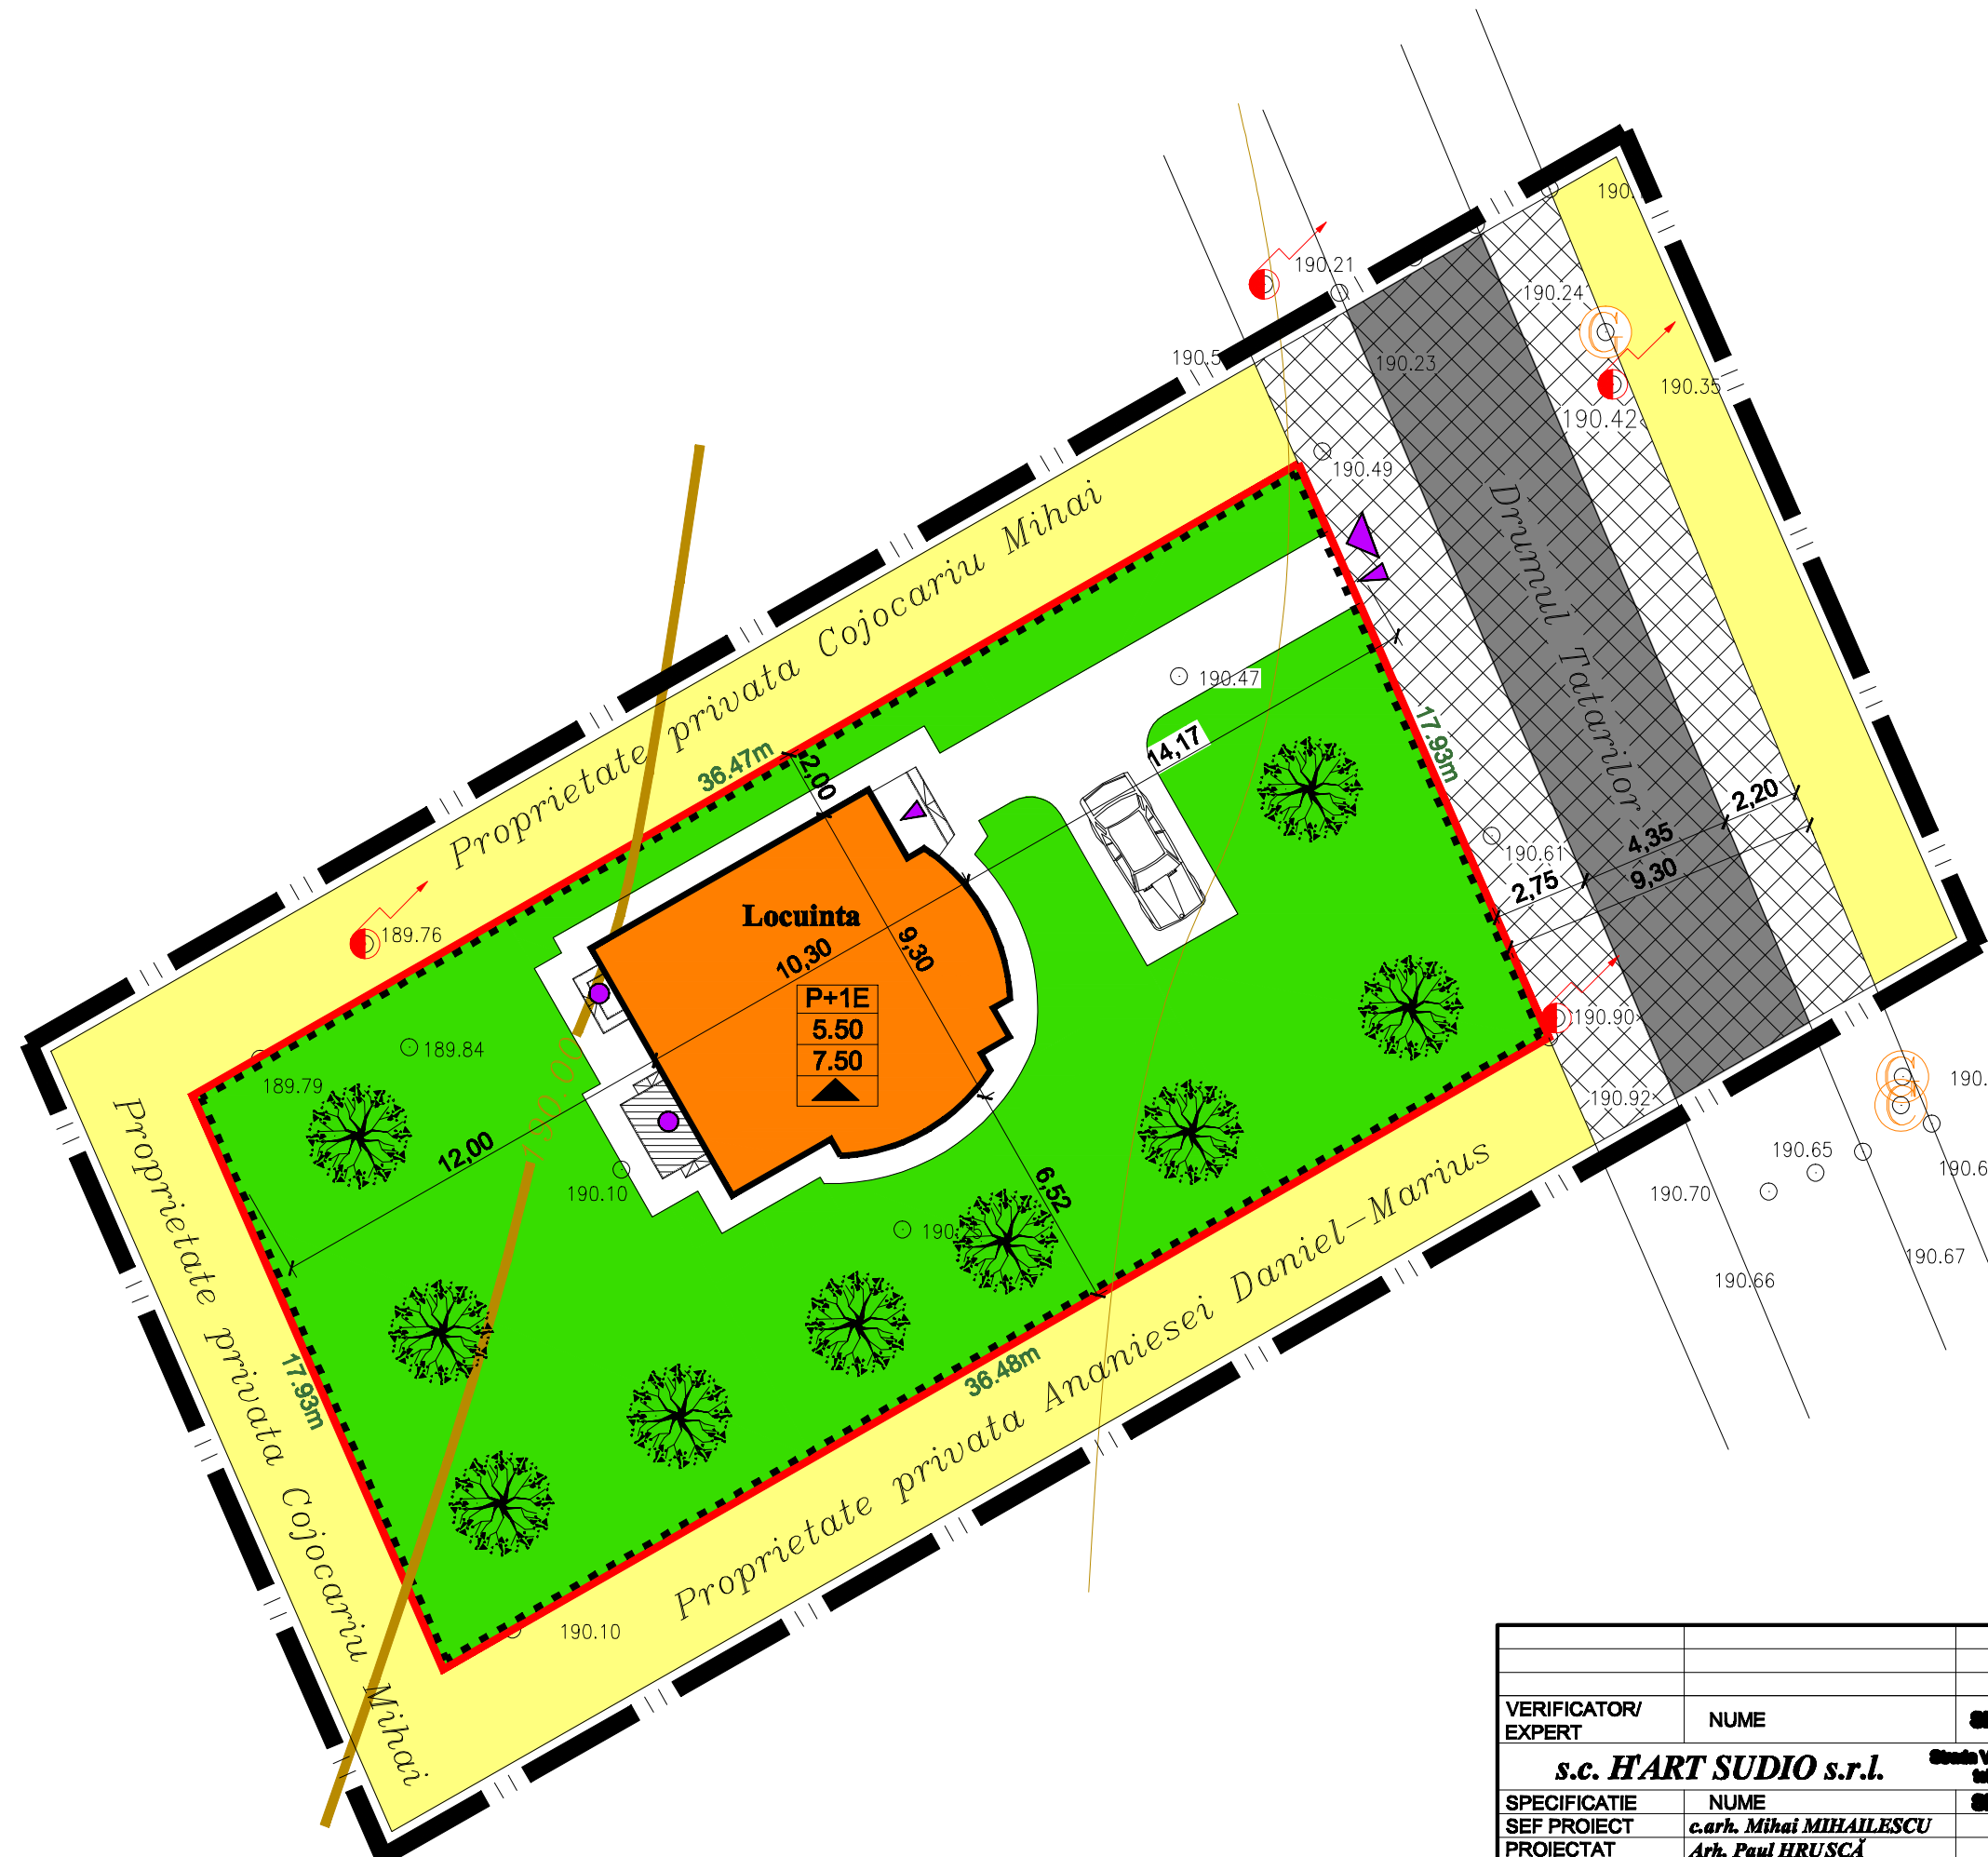 190.21
190.24
190.23
190.35
190.42
190.49
Proprietate privata Cojocariu Mihai
Drumul Tatarilor
190.47
36.47m
2,00
14,17
17.93m
2,20
4,35
9,30
2,75
190.61
Locuinta
10,30
9,30
189.76
P+1E
5.50
7.50
190.90
190.92
189.84
189.79
190.00
12,00
190.10
6,52
190.65
190.70
190.67
190.66
Proprietate privata Cojocariu Mihai
17.93m
36.48m
Proprietate privata Ananiesei Daniel-Marius
190.10
VERIFICATOR/
EXPERT NUME
s.c. H'ART SUDIO s.r.l.
SPECIFICATIE NUME
SEF PROIECT c.arh. Mihai MIHAILESCU
PROIECTAT Arh. Paul HRUSCĂ